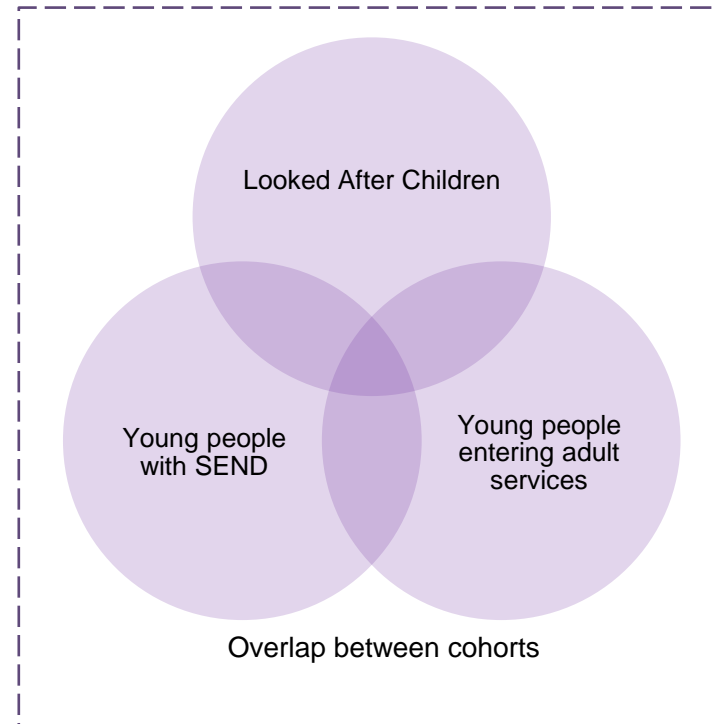 Looked After Children
Young people
with SEND
Young people
entering adult
services
Overlap between cohorts